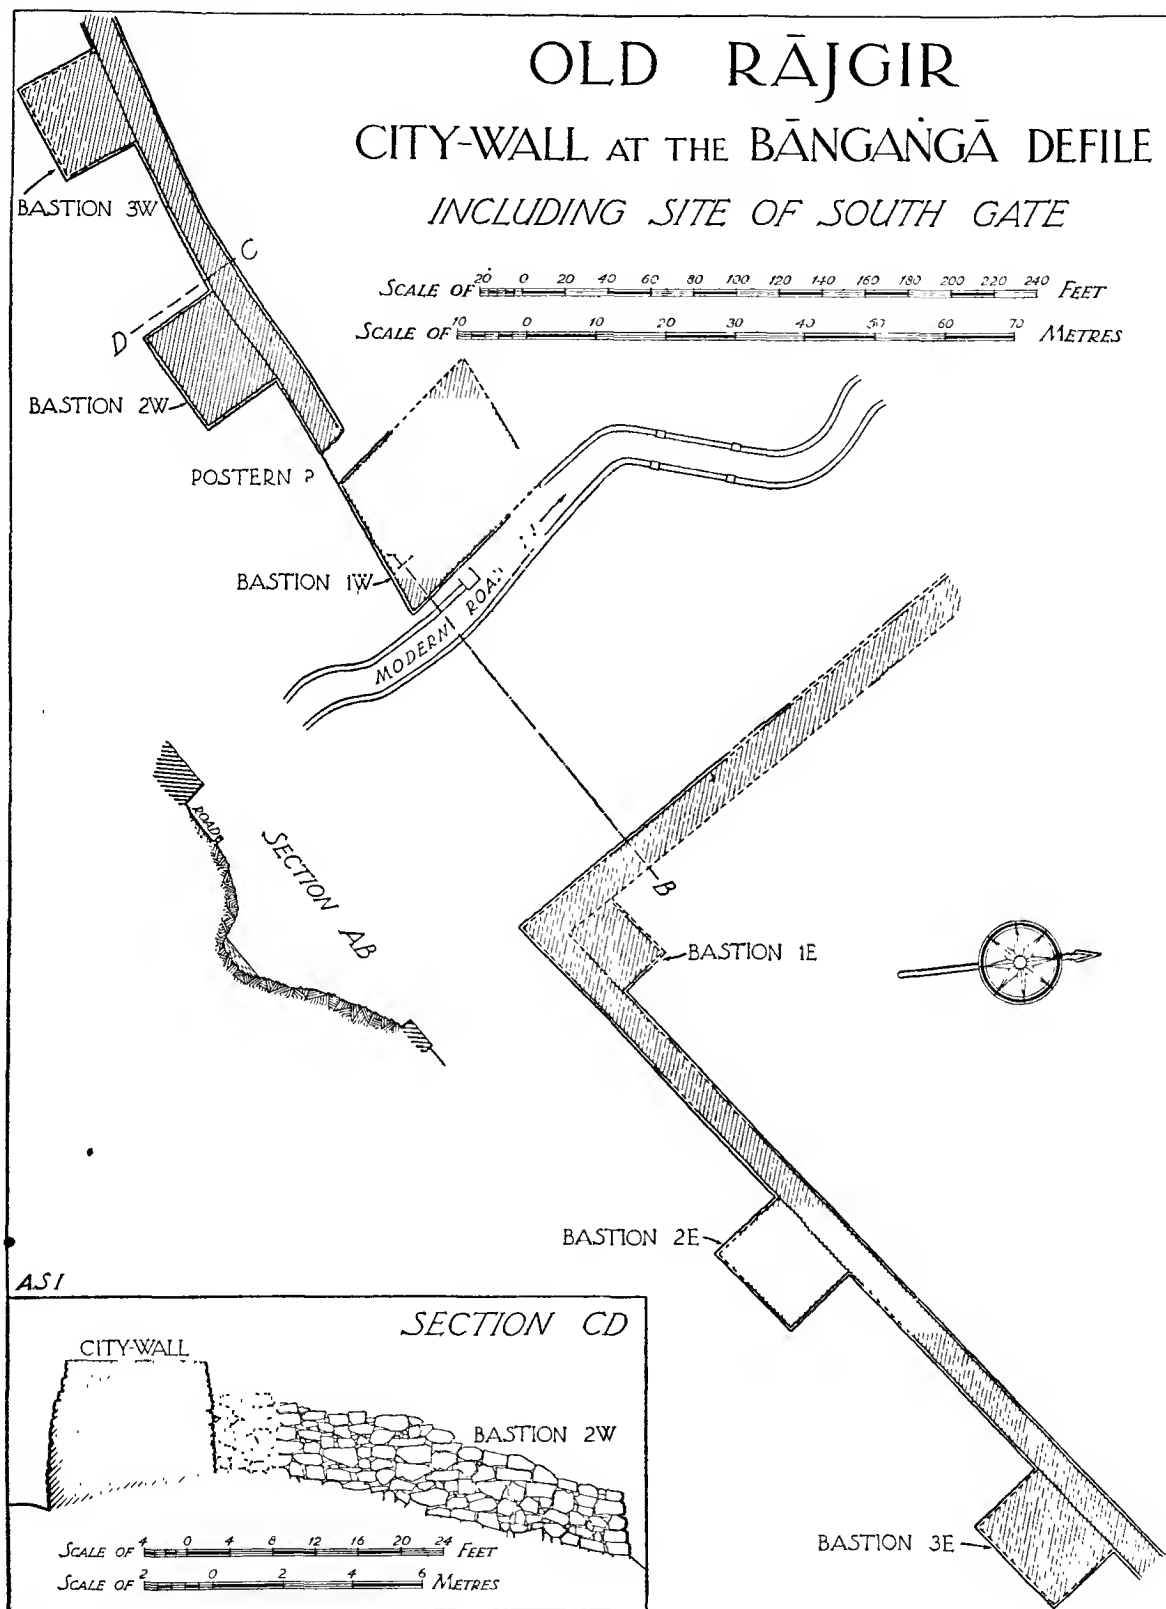 OLD RĀJGIR
CITY-WALL AT THE BĀNGAṄGĀ DEFILE
INCLUDING SITE OF SOUTH GATE
SCALE OF 20 0 20 40 60 80 100 120 140 160 180 200 220 240 FEET
SCALE OF 10 0 10 20 30 40 50 60 70 METRES
BASTION 3W
C
D
BASTION 2W
POSTERN ?
A
BASTION 1W
MODERN ROAD
ROAD
SECTION AB
B
BASTION 1E
BASTION 2E
BASTION 3E
A.S.I
SECTION CD
CITY-WALL
BASTION 2W
SCALE OF 4 0 4 8 12 16 20 24 FEET
SCALE OF 2 0 2 4 6 METRES